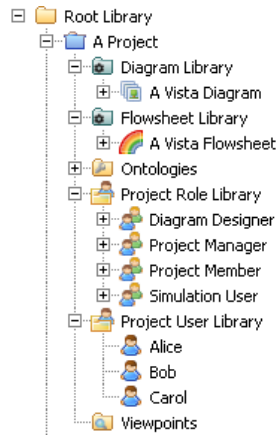 Root Library
A Project
Diagram Library
A Vista Diagram
Flowsheet Library
A Vista Flowsheet
Ontologies
Project Role Library
Diagram Designer
Project Manager
Project Member
Simulation User
Project User Library
Alice
Bob
Carol
Viewpoints